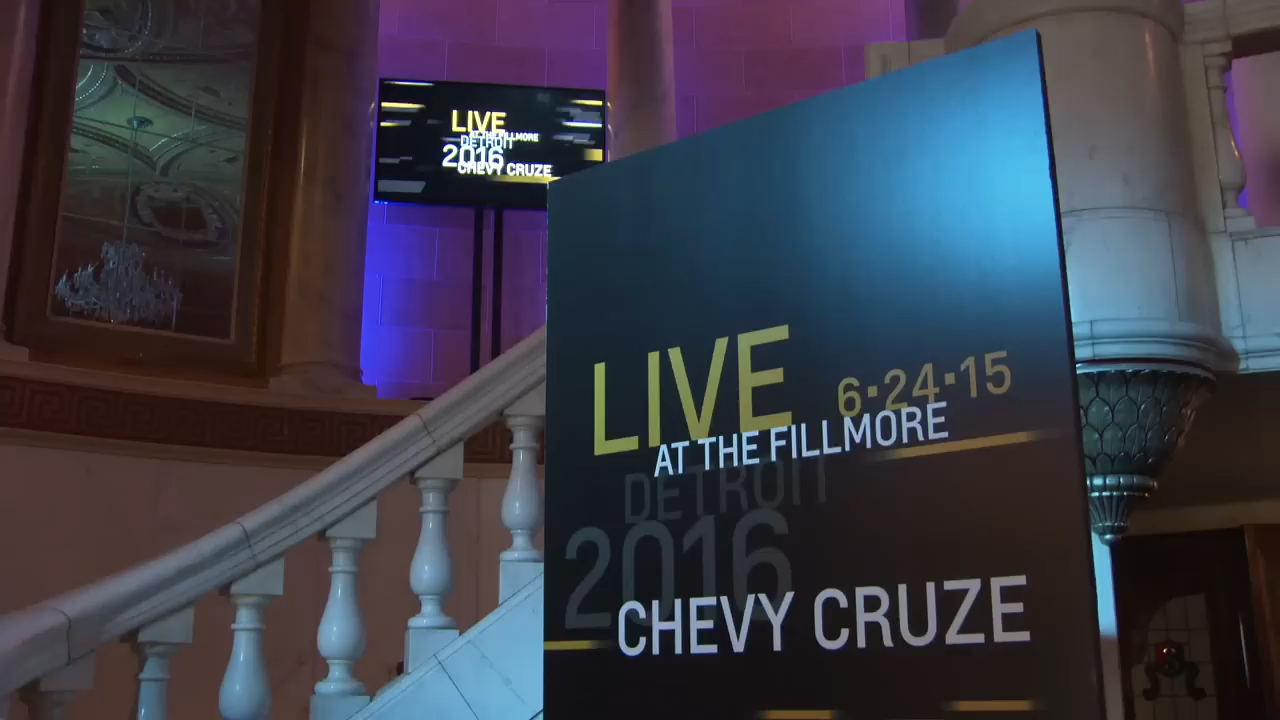 LIVE
AT THE FILLMORE
DETROIT
2016
CHEVY CRUZE
LIVE 6·24·15
AT THE FILLMORE
DETROIT
2016
CHEVY CRUZE